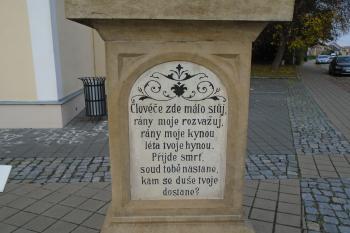 Člověče zde málo stůj,
rány moje rozvažuj,
rány moje kynou
léta tvoje hynou.
Přijde smrť,
soud tobě nastane,
kam se duše tvoje
dostane?